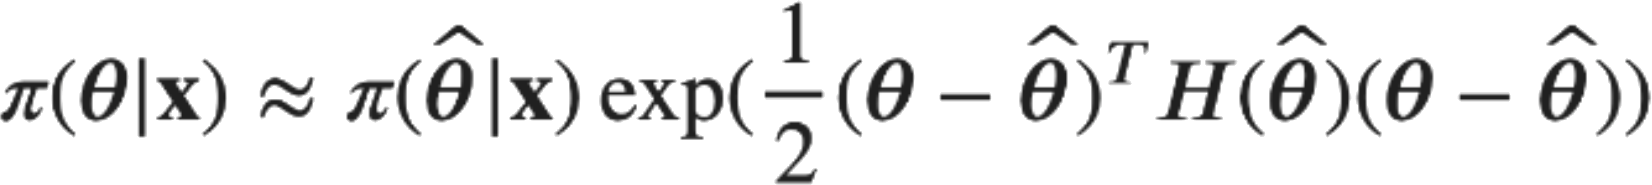 π(θ|x) ≈ π(θ̂|x) exp(½(θ − θ̂)ᵀ H(θ̂)(θ − θ̂))